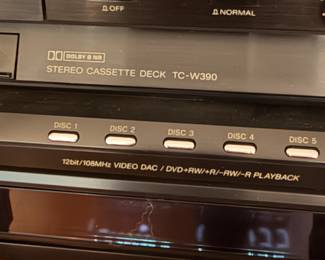 OFF NORMAL
DOLBY B NR
STEREO CASSETTE DECK TC-W390
DISC 1 DISC 2 DISC 3 DISC 4 DISC 5
12bit/108MHz VIDEO DAC / DVD+RW/+R/-RW/-R PLAYBACK